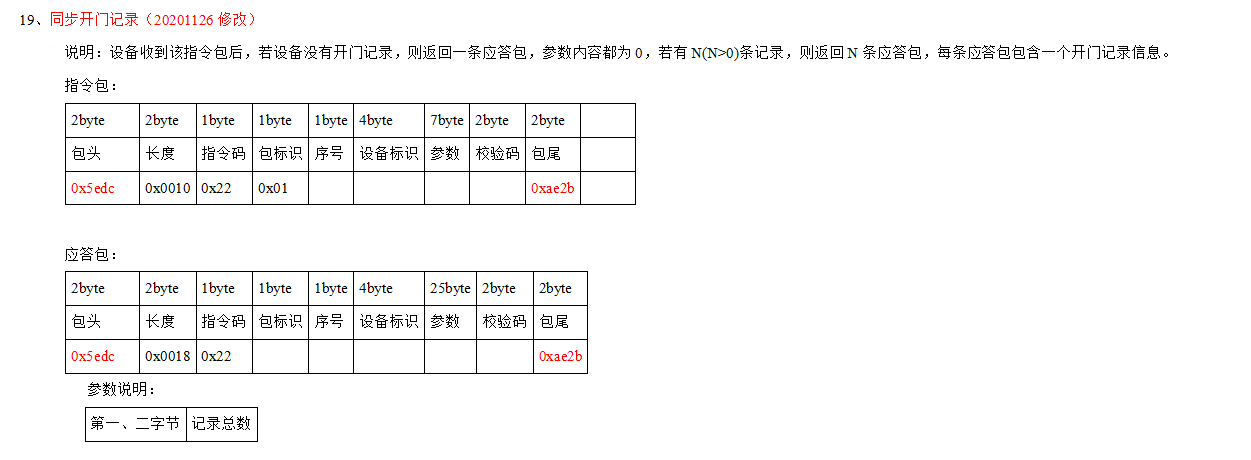 19、同步开门记录（20201126 修改）
说明：设备收到该指令包后，若设备没有开门记录，则返回一条应答包，参数内容都为 0，若有 N(N>0)条记录，则返回 N 条应答包，每条应答包包含一个开门记录信息。
指令包：
2byte 2byte 1byte 1byte 1byte 4byte 7byte 2byte 2byte
包头 长度 指令码 包标识 序号 设备标识 参数 校验码 包尾
0x5edc 0x0010 0x22 0x01 0xae2b
应答包：
2byte 2byte 1byte 1byte 1byte 4byte 25byte 2byte 2byte
包头 长度 指令码 包标识 序号 设备标识 参数 校验码 包尾
0x5edc 0x0018 0x22 0xae2b
参数说明：
第一、二字节 记录总数